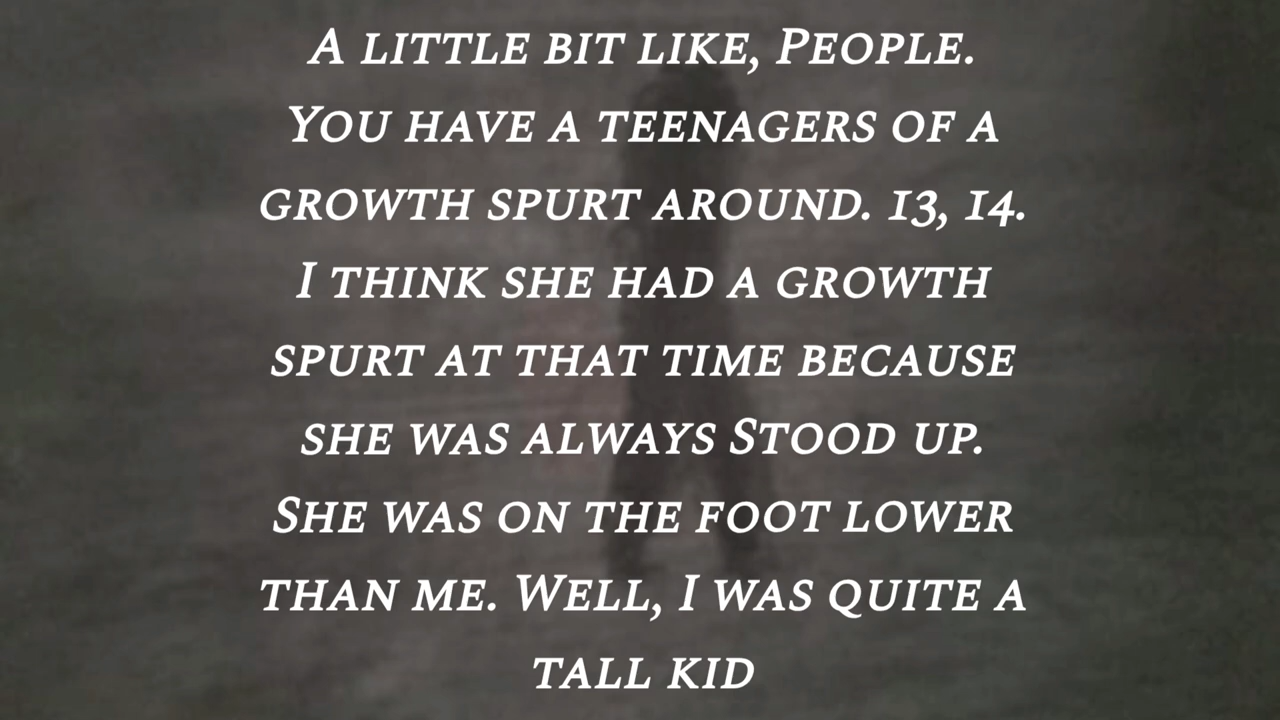 A little bit like, People.
You have a teenagers of a
growth spurt around. 13, 14.
I think she had a growth
spurt at that time because
she was always Stood up.
She was on the foot lower
than me. Well, I was quite a
tall kid